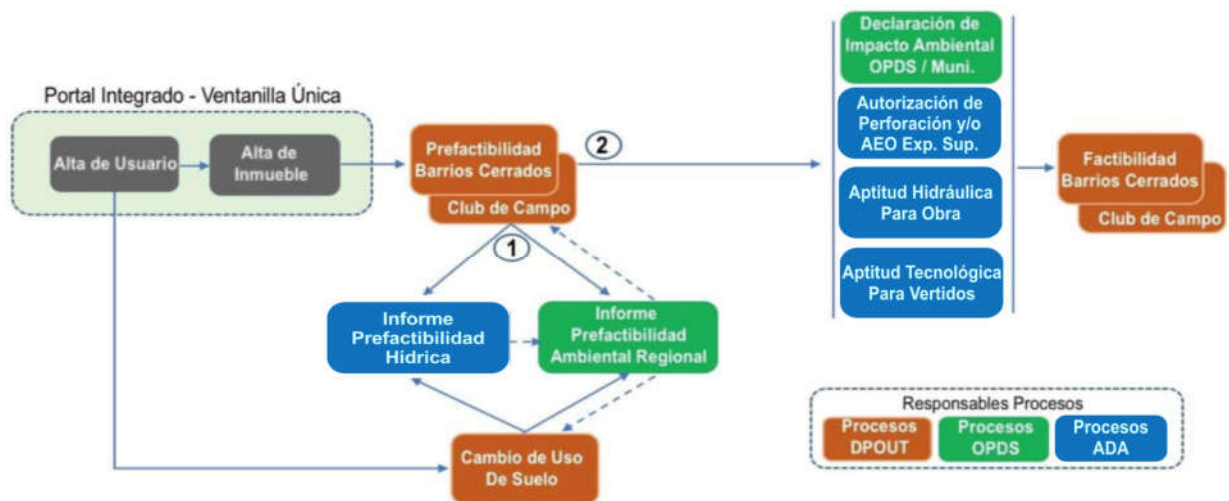 Portal Integrado - Ventanilla Única
Alta de Usuario
Alta de
Inmueble
Prefactibilidad
Barrios Cerrados
Club de Campo
1
2
Informe
Prefactibilidad
Hídrica
Informe
Prefactibilidad
Ambiental Regional
Cambio de Uso
De Suelo
Declaración de
Impacto Ambiental
OPDS / Muni.
Autorización de
Perforación y/o
AEO Exp. Sup.
Aptitud Hidráulica
Para Obra
Aptitud Tecnológica
Para Vertidos
Factibilidad
Barrios Cerrados
Club de Campo
Responsables Procesos
Procesos
DPOUT
Procesos
OPDS
Procesos
ADA